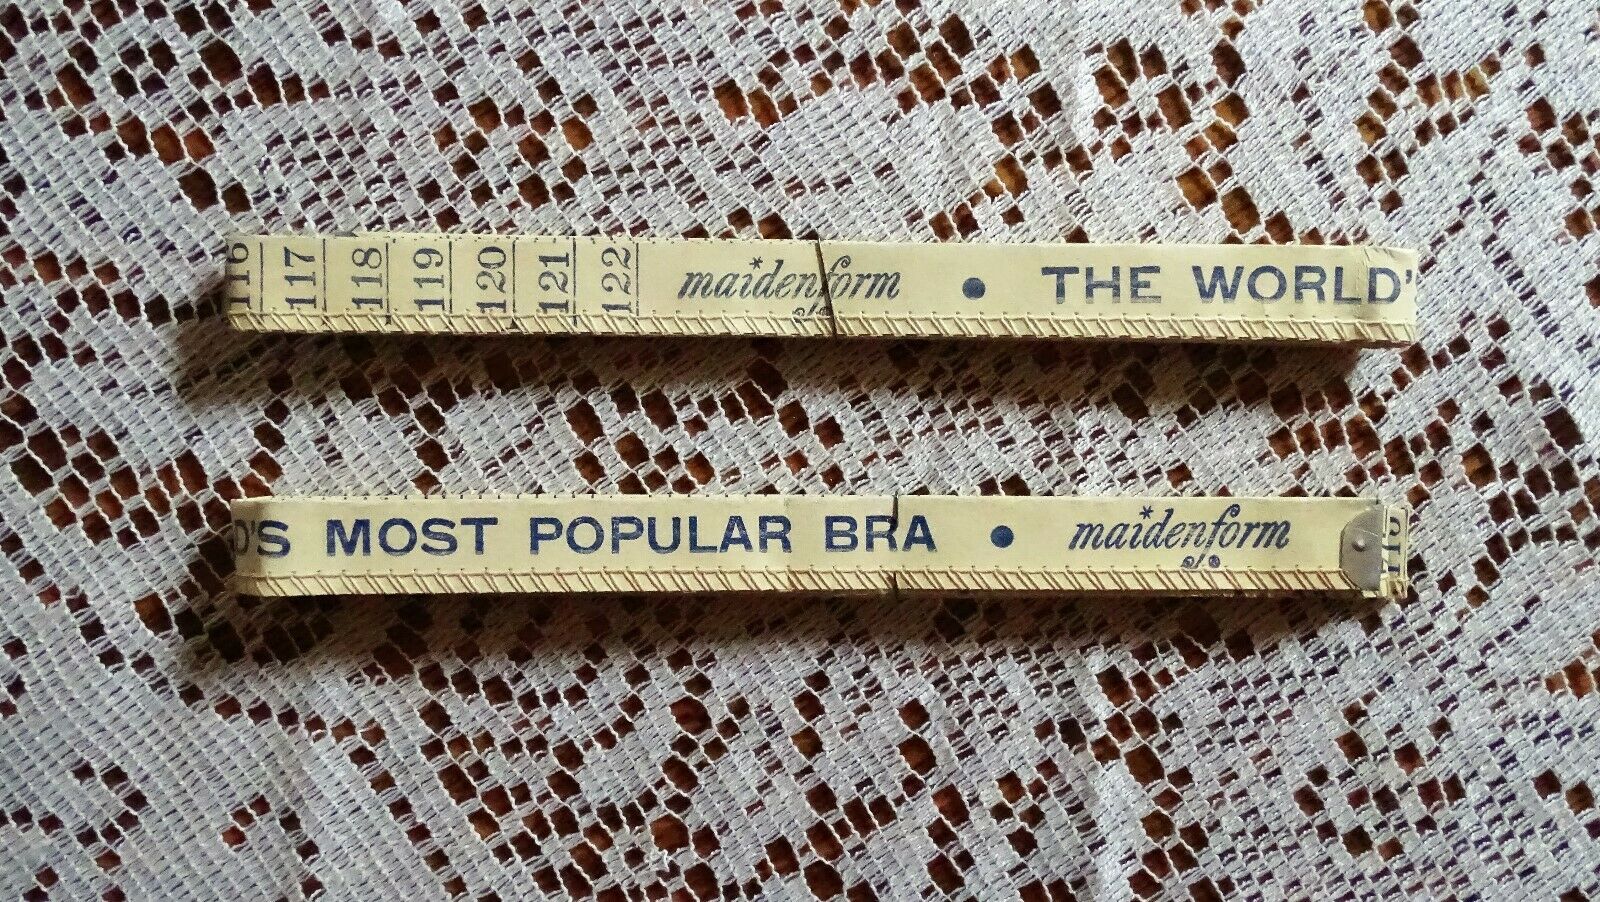 116 117 118 119 120 121 122 maidenform • THE WORLD'S
D'S MOST POPULAR BRA • maidenform